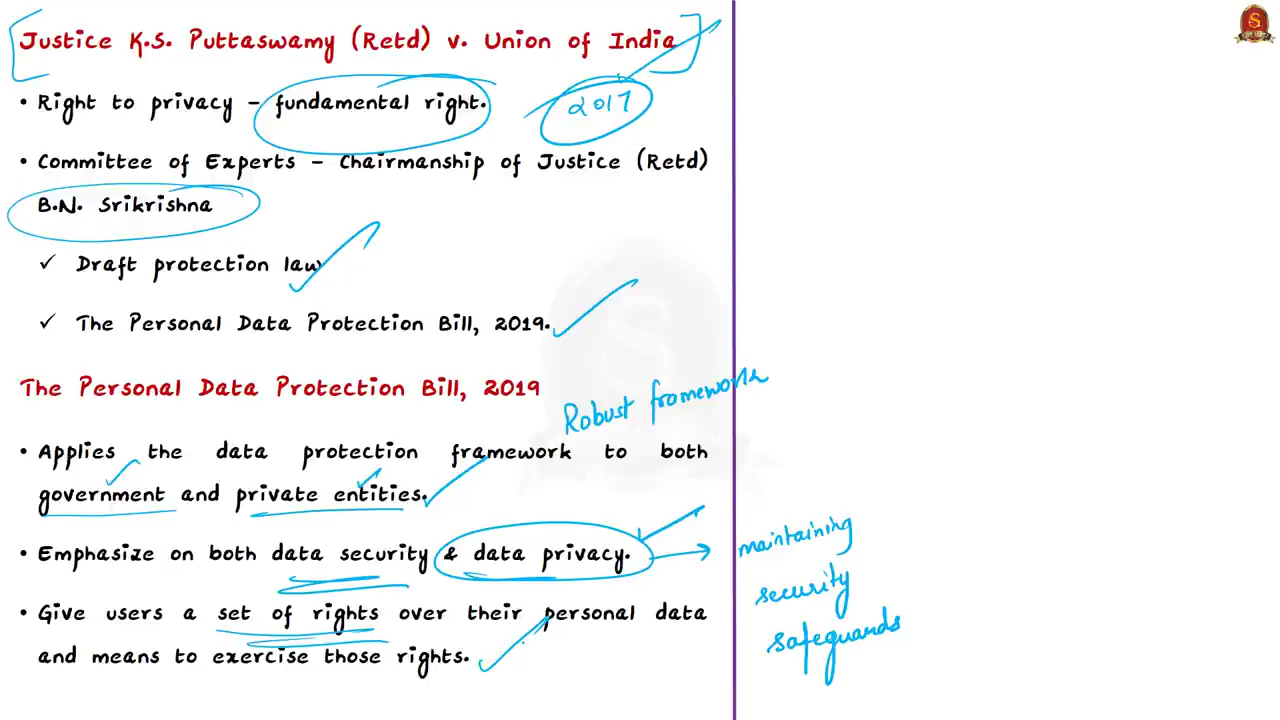 Justice K.S. Puttaswamy (Retd) v. Union of India
• Right to privacy – fundamental right.
2017
• Committee of Experts – Chairmanship of Justice (Retd)
B.N. Srikrishna
✓ Draft protection law
✓ The Personal Data Protection Bill, 2019.
The Personal Data Protection Bill, 2019
Robust framework
• Applies the data protection framework to both
government and private entities.
• Emphasize on both data security & data privacy.
maintaining
security
safeguards
• Give users a set of rights over their personal data
and means to exercise those rights.